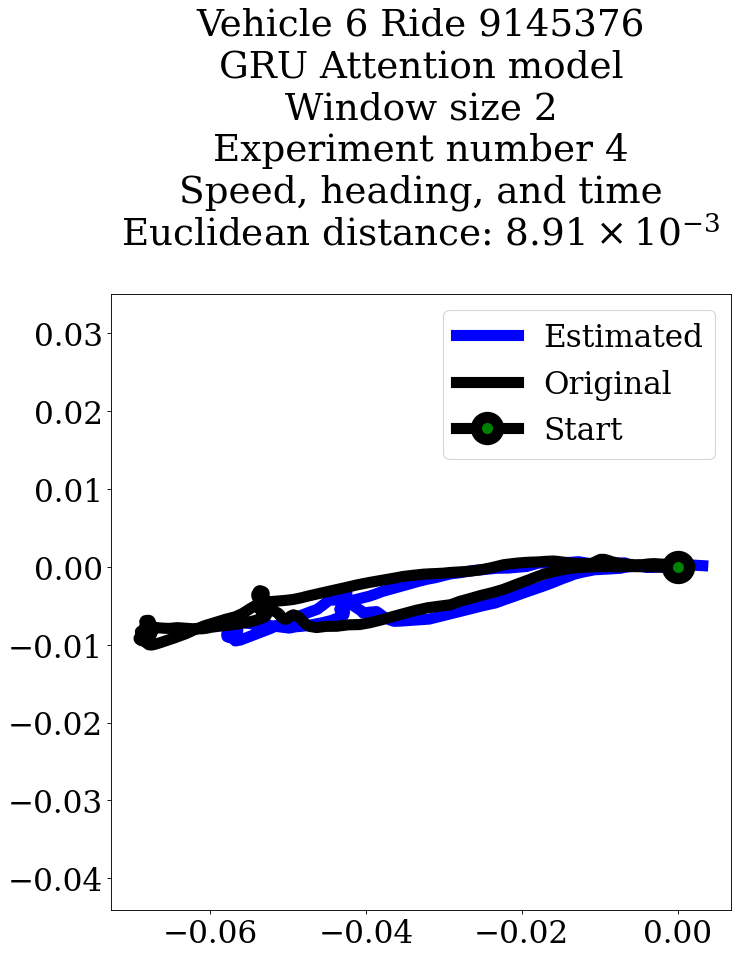 Vehicle 6 Ride 9145376
GRU Attention model
Window size 2
Experiment number 4
Speed, heading, and time
Euclidean distance: 8.91 × 10⁻³
Estimated
Original
Start
0.03
0.02
0.01
0.00
−0.01
−0.02
−0.03
−0.04
−0.06
−0.04
−0.02
0.00